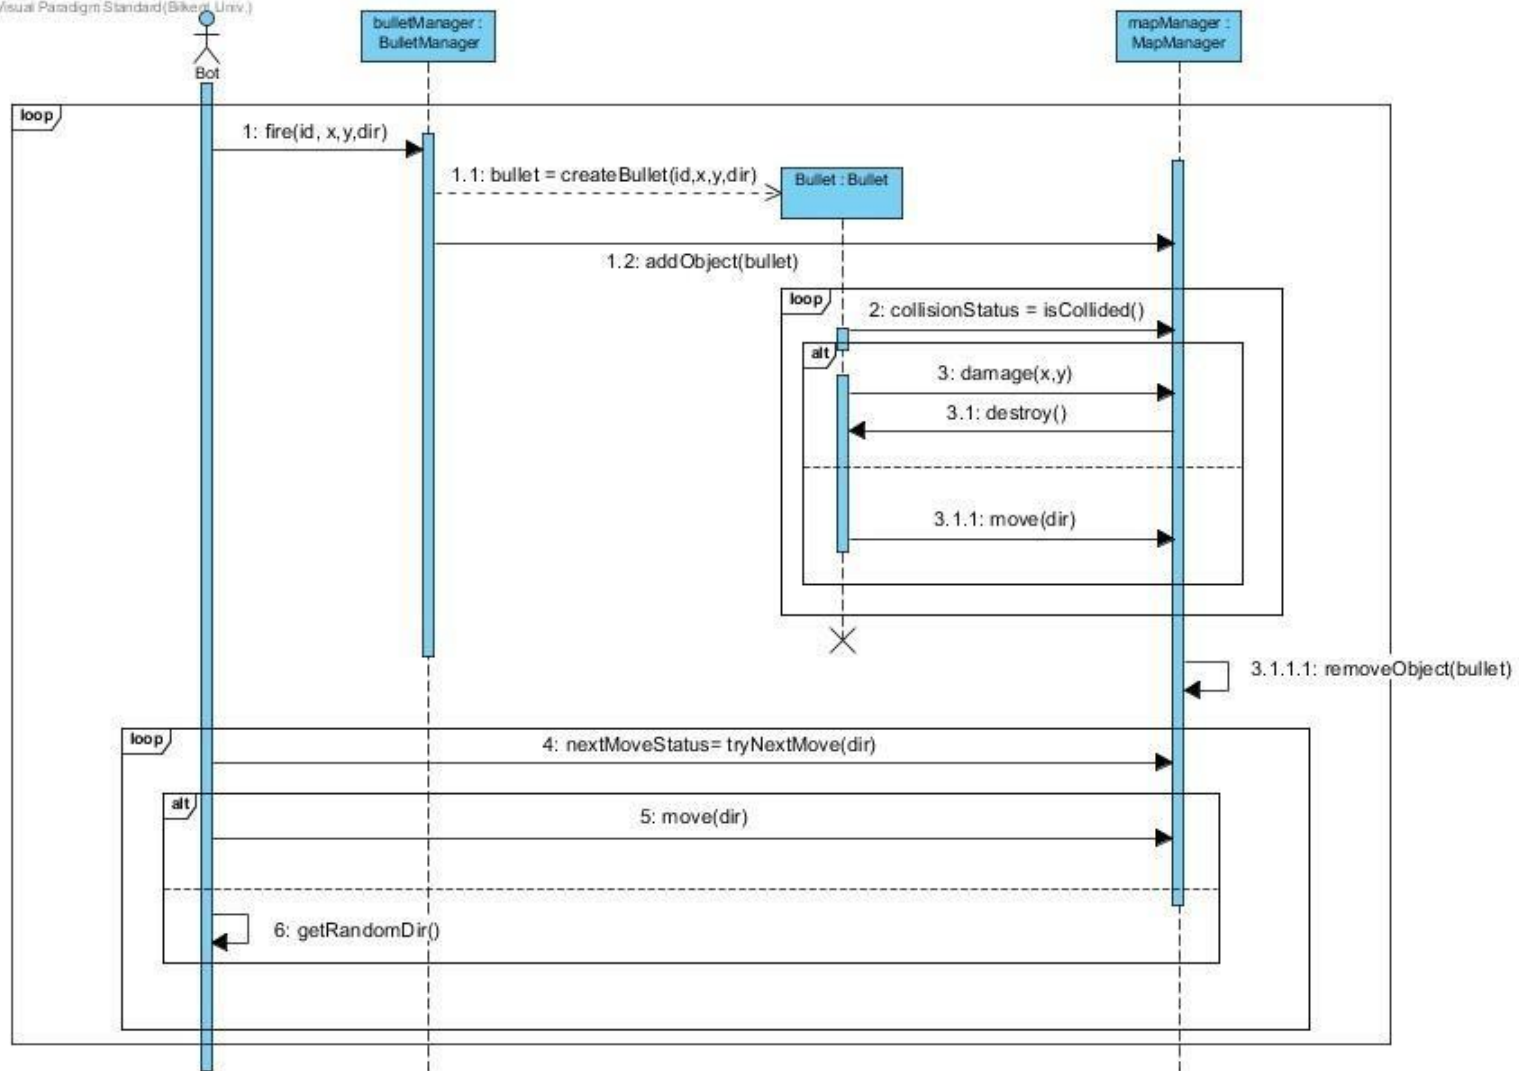 Visual Paradigm Standard(Bilkent Univ.)
Bot
bulletManager :
BulletManager
mapManager :
MapManager
loop
1: fire(id, x,y,dir)
1.1: bullet = createBullet(id,x,y,dir)
Bullet : Bullet
1.2: addObject(bullet)
loop
2: collisionStatus = isCollided()
alt
3: damage(x,y)
3.1: destroy()
3.1.1: move(dir)
3.1.1.1: removeObject(bullet)
loop
4: nextMoveStatus= tryNextMove(dir)
alt
5: move(dir)
6: getRandomDir()